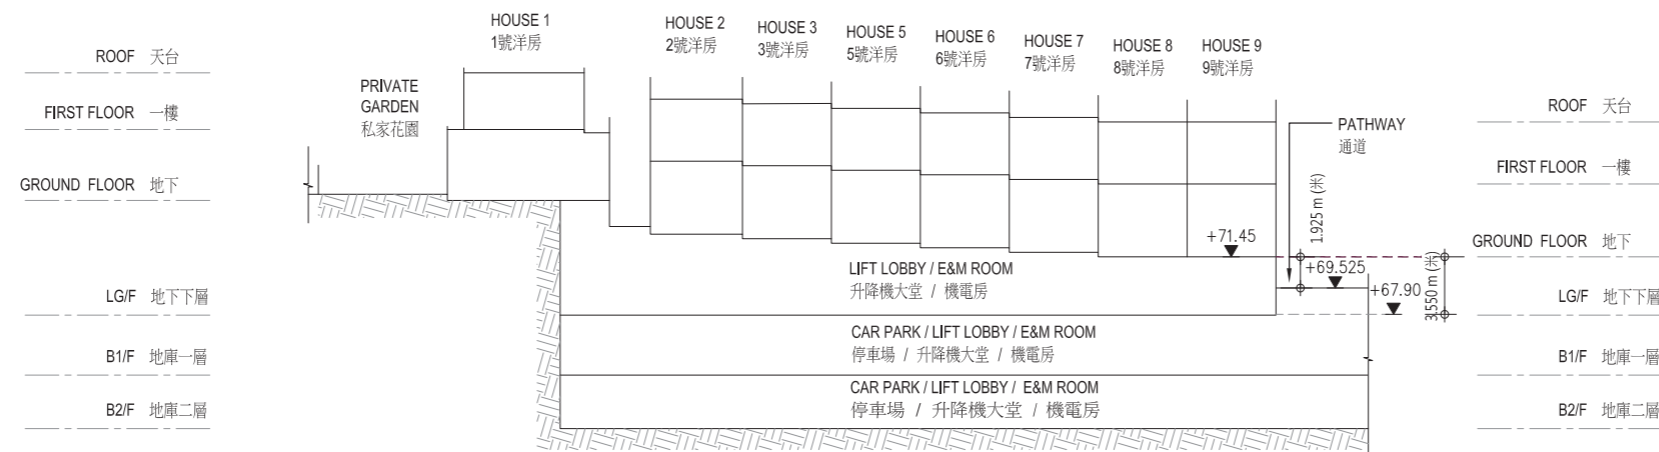 HOUSE 1
1號洋房
HOUSE 2
2號洋房
HOUSE 3
3號洋房
HOUSE 5
5號洋房
HOUSE 6
6號洋房
HOUSE 7
7號洋房
HOUSE 8
8號洋房
HOUSE 9
9號洋房
ROOF 天台
FIRST FLOOR 一樓
GROUND FLOOR 地下
LG/F 地下下層
B1/F 地庫一層
B2/F 地庫二層
PRIVATE
GARDEN
私家花園
LIFT LOBBY / E&M ROOM
升降機大堂 / 機電房
CAR PARK / LIFT LOBBY / E&M ROOM
停車場 / 升降機大堂 / 機電房
CAR PARK / LIFT LOBBY / E&M ROOM
停車場 / 升降機大堂 / 機電房
PATHWAY
通道
+71.45
1.925 m (米)
+69.525
+67.90
3.550 m (米)
ROOF 天台
FIRST FLOOR 一樓
GROUND FLOOR 地下
LG/F 地下下層
B1/F 地庫一層
B2/F 地庫二層